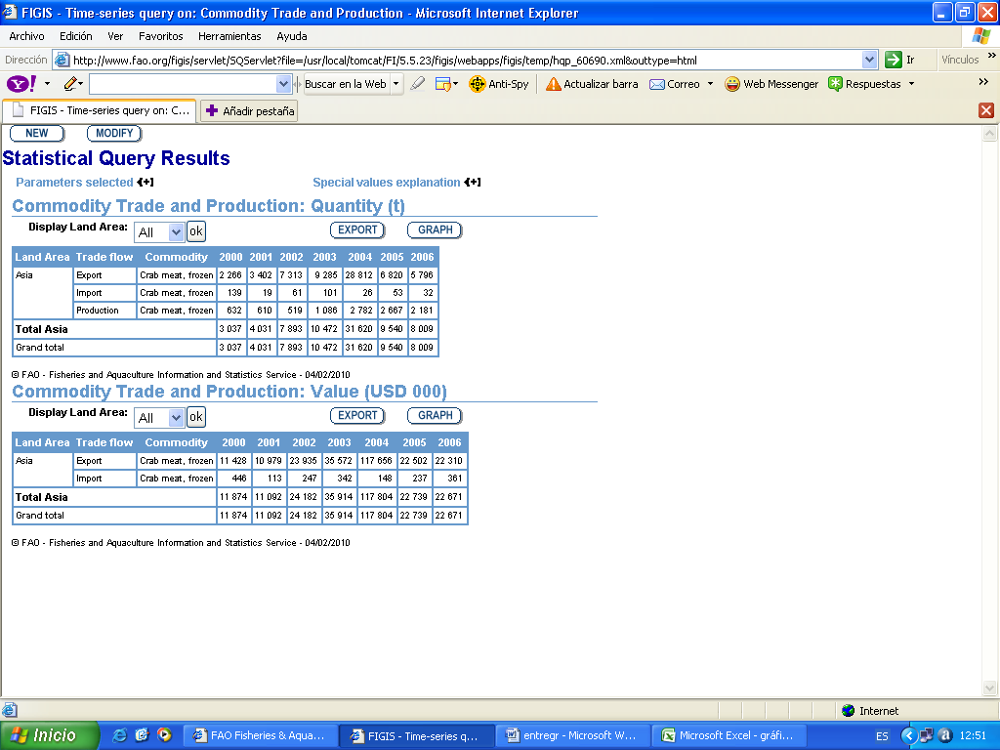 FIGIS - Time-series query on: Commodity Trade and Production - Microsoft Internet Explorer
Archivo Edición Ver Favoritos Herramientas Ayuda
Dirección http://www.fao.org/figis/servlet/SQServlet?file=/usr/local/tomcat/FI/5.5.23/figis/webapps/figis/temp/hqp_60690.xml&outtype=html Ir Vínculos »
Y! Buscar en la Web Anti-Spy Actualizar barra Correo Web Messenger Respuestas »
FIGIS - Time-series query on: C... Añadir pestaña
NEW MODIFY
Statistical Query Results
Parameters selected {+} Special values explanation {+}
Commodity Trade and Production: Quantity (t)
Display Land Area: All ok EXPORT GRAPH
Land Area Trade flow Commodity 2000 2001 2002 2003 2004 2005 2006
Asia Export Crab meat, frozen 2 266 3 402 7 313 9 285 28 812 6 820 5 796
Import Crab meat, frozen 139 19 61 101 26 53 32
Production Crab meat, frozen 632 610 519 1 086 2 782 2 667 2 181
Total Asia 3 037 4 031 7 893 10 472 31 620 9 540 8 009
Grand total 3 037 4 031 7 893 10 472 31 620 9 540 8 009
© FAO - Fisheries and Aquaculture Information and Statistics Service - 04/02/2010
Commodity Trade and Production: Value (USD 000)
Display Land Area: All ok EXPORT GRAPH
Land Area Trade flow Commodity 2000 2001 2002 2003 2004 2005 2006
Asia Export Crab meat, frozen 11 428 10 979 23 935 35 572 117 656 22 502 22 310
Import Crab meat, frozen 446 113 247 342 148 237 361
Total Asia 11 874 11 092 24 182 35 914 117 804 22 739 22 671
Grand total 11 874 11 092 24 182 35 914 117 804 22 739 22 671
© FAO - Fisheries and Aquaculture Information and Statistics Service - 04/02/2010
Internet
Inicio FAO Fisheries & Aqua... FIGIS - Time-series q... entregr - Microsoft W... Microsoft Excel - gráfi... ES 12:51